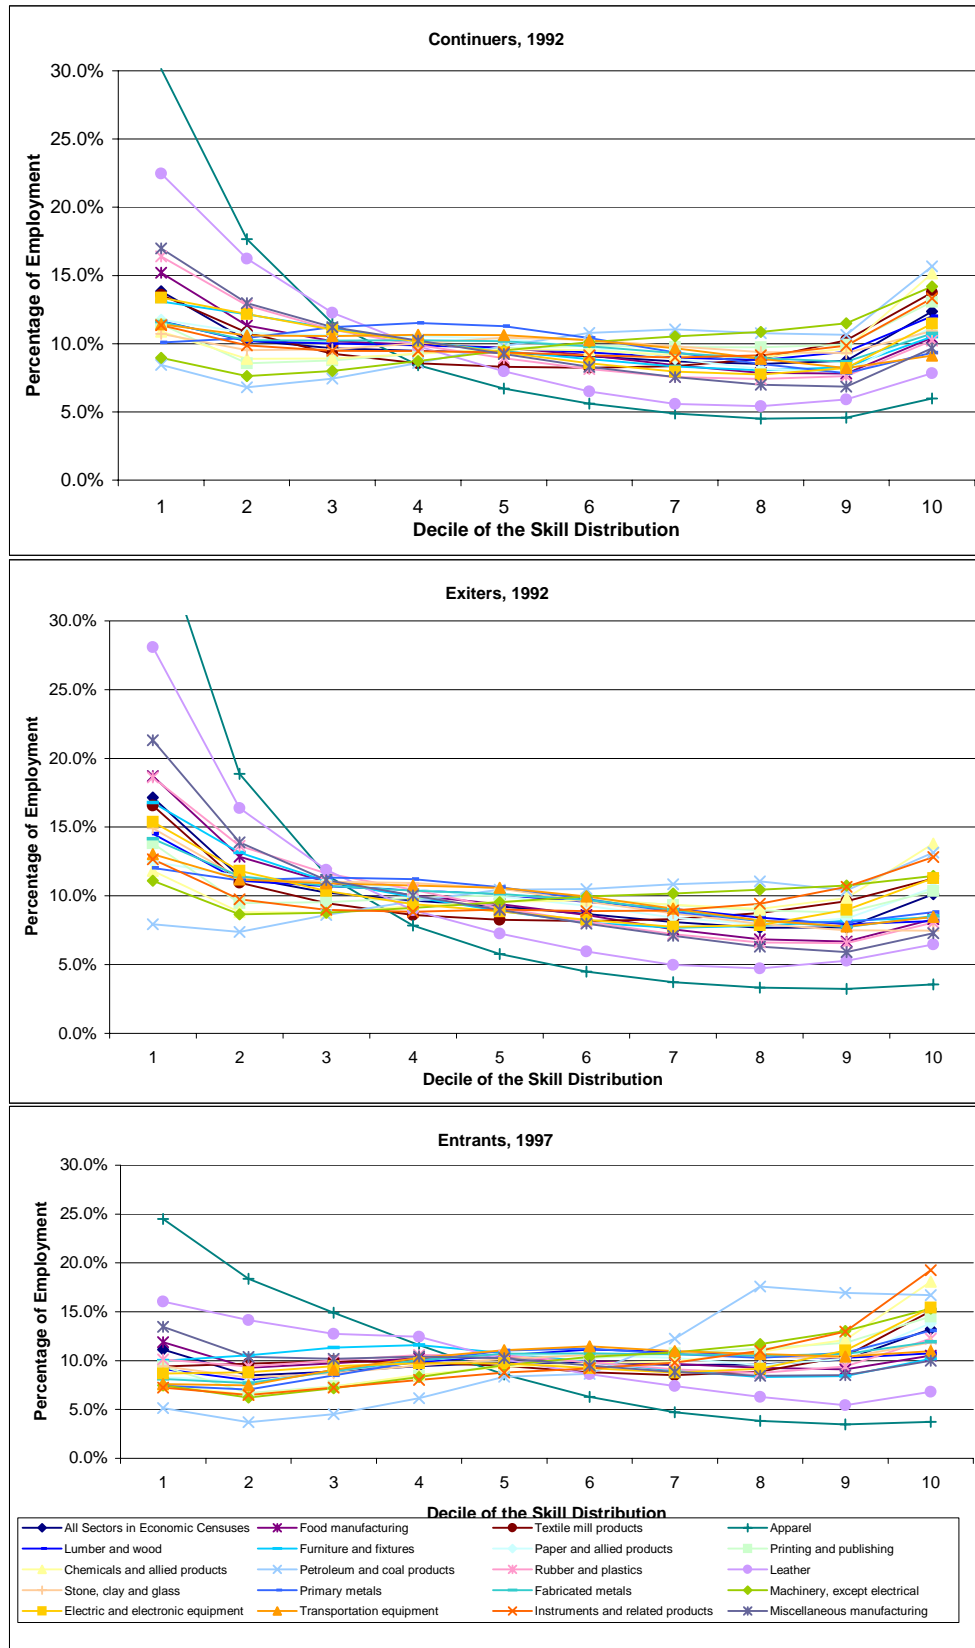 Continuers, 1992
Percentage of Employment
30.0%
25.0%
20.0%
15.0%
10.0%
5.0%
0.0%
1 2 3 4 5 6 7 8 9 10
Decile of the Skill Distribution
Exiters, 1992
Percentage of Employment
30.0%
25.0%
20.0%
15.0%
10.0%
5.0%
0.0%
1 2 3 4 5 6 7 8 9 10
Decile of the Skill Distribution
Entrants, 1997
Percentage of Employment
30.0%
25.0%
20.0%
15.0%
10.0%
5.0%
0.0%
1 2 3 4 5 6 7 8 9 10
Decile of the Skill Distribution
All Sectors in Economic Censuses Food manufacturing Textile mill products Apparel
Lumber and wood Furniture and fixtures Paper and allied products Printing and publishing
Chemicals and allied products Petroleum and coal products Rubber and plastics Leather
Stone, clay and glass Primary metals Fabricated metals Machinery, except electrical
Electric and electronic equipment Transportation equipment Instruments and related products Miscellaneous manufacturing